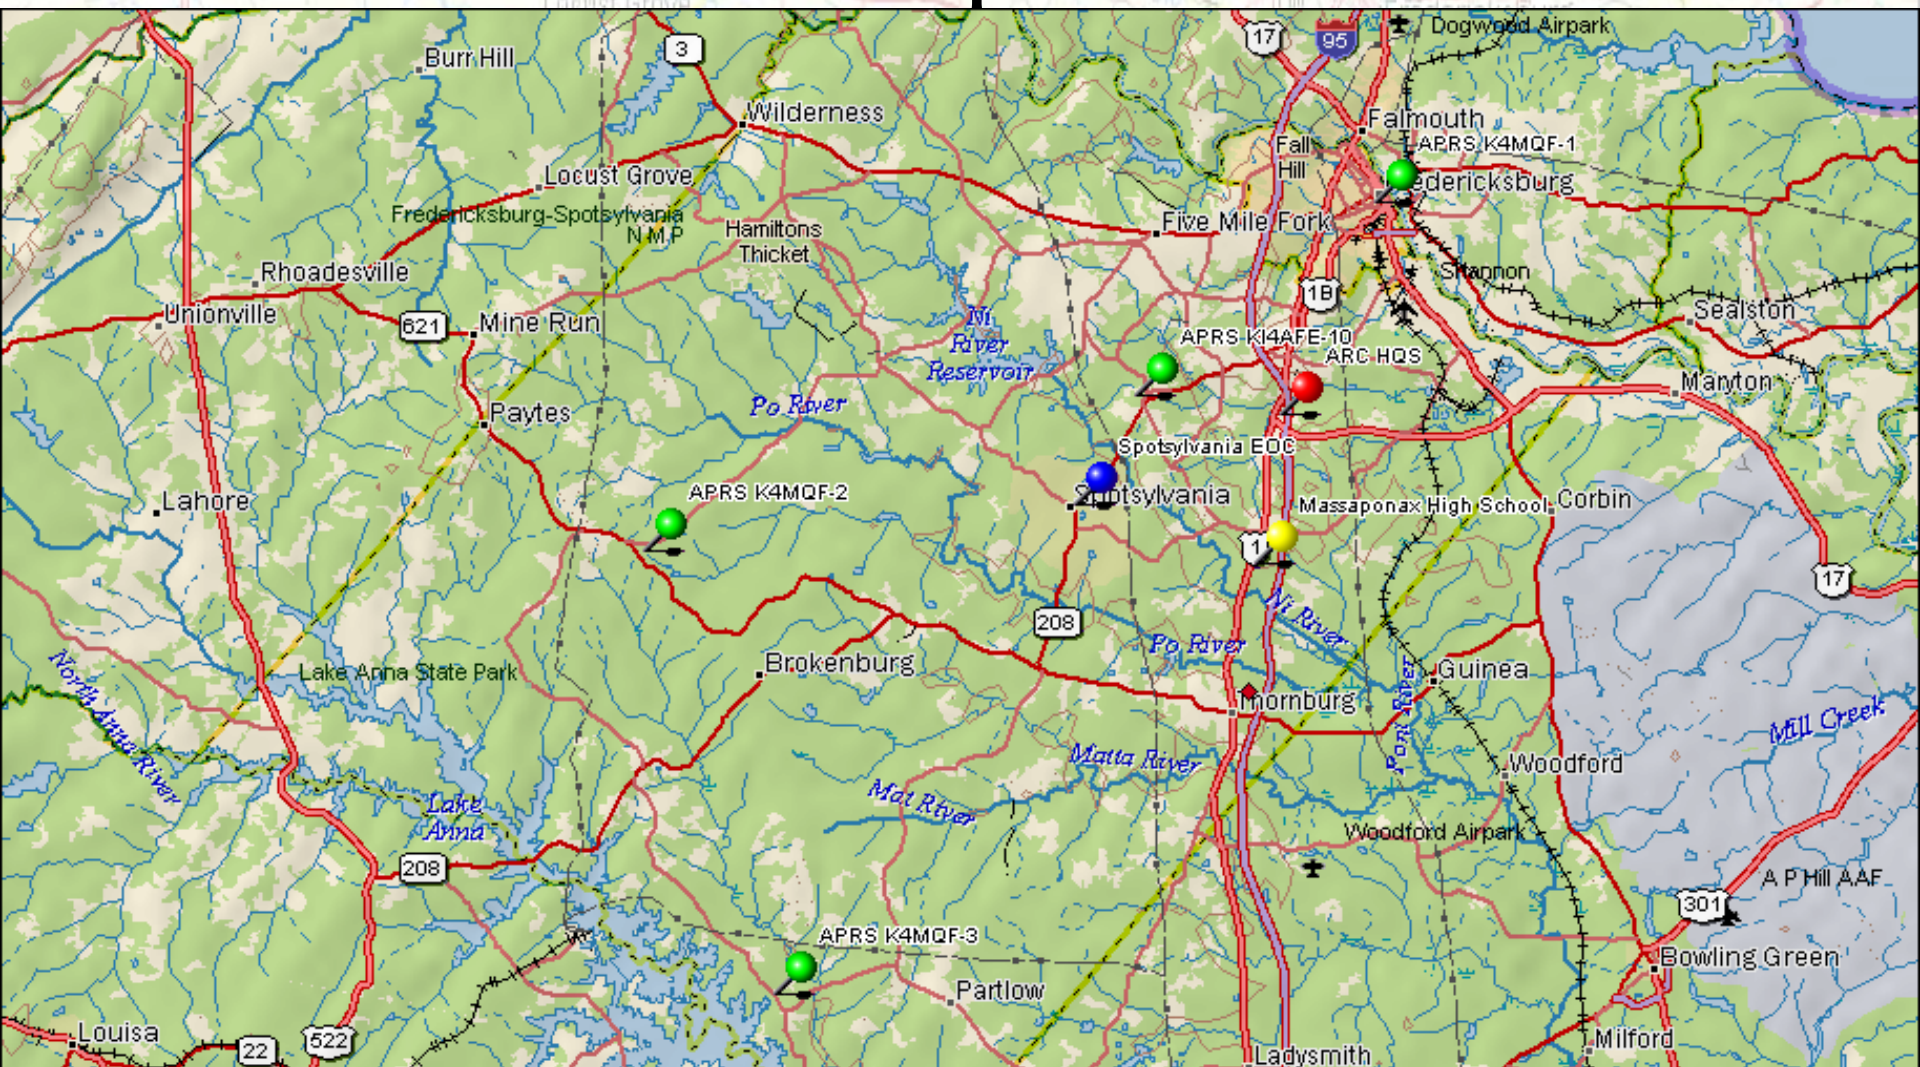 17
95
Dogwood Airpark
3
Burr Hill
Wilderness
Falmouth
APRS K4MQF-1
Fall
Hill
Locust Grove
edericksburg
Fredericksburg-Spotsylvania
N M P
Hamiltons
Thicket
Five Mile Fork
Rhoadesville
Shannon
1B
Unionville
621
Mine Run
Ni
River
Reservoir
Sealston
APRS KI4AFE-10
ARC HQS
Maryton
Paytes
Po River
Spotsylvania EOC
APRS K4MQF-2
Spotsylvania
Massaponax High School
Corbin
Lahore
1
17
208
Ni River
Po River
North Anna River
Lake Anna State Park
Brokenburg
Guinea
Thornburg
Poni River
Mill Creek
Matta River
Woodford
Mat River
Lake
Anna
Woodford Airpark
208
A P Hill AAF
301
APRS K4MQF-3
Bowling Green
Partlow
Louisa
22
522
Milford
Ladysmith